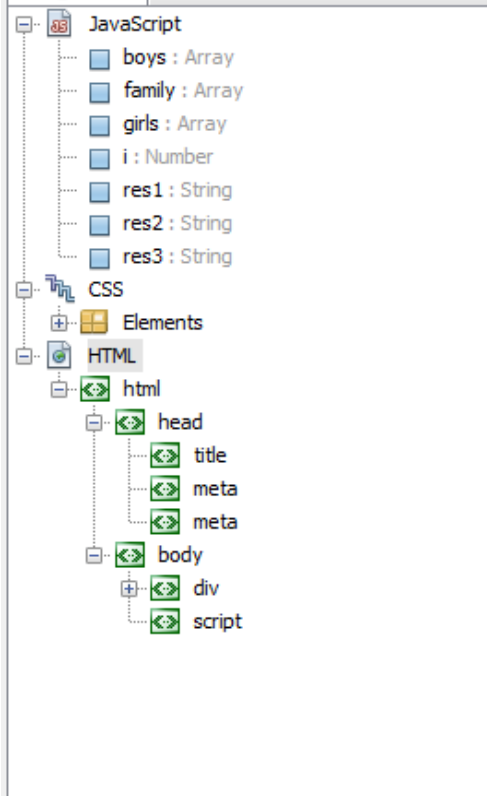 JavaScript
boys : Array
family : Array
girls : Array
i : Number
res1 : String
res2 : String
res3 : String
CSS
Elements
HTML
html
head
title
meta
meta
body
div
script